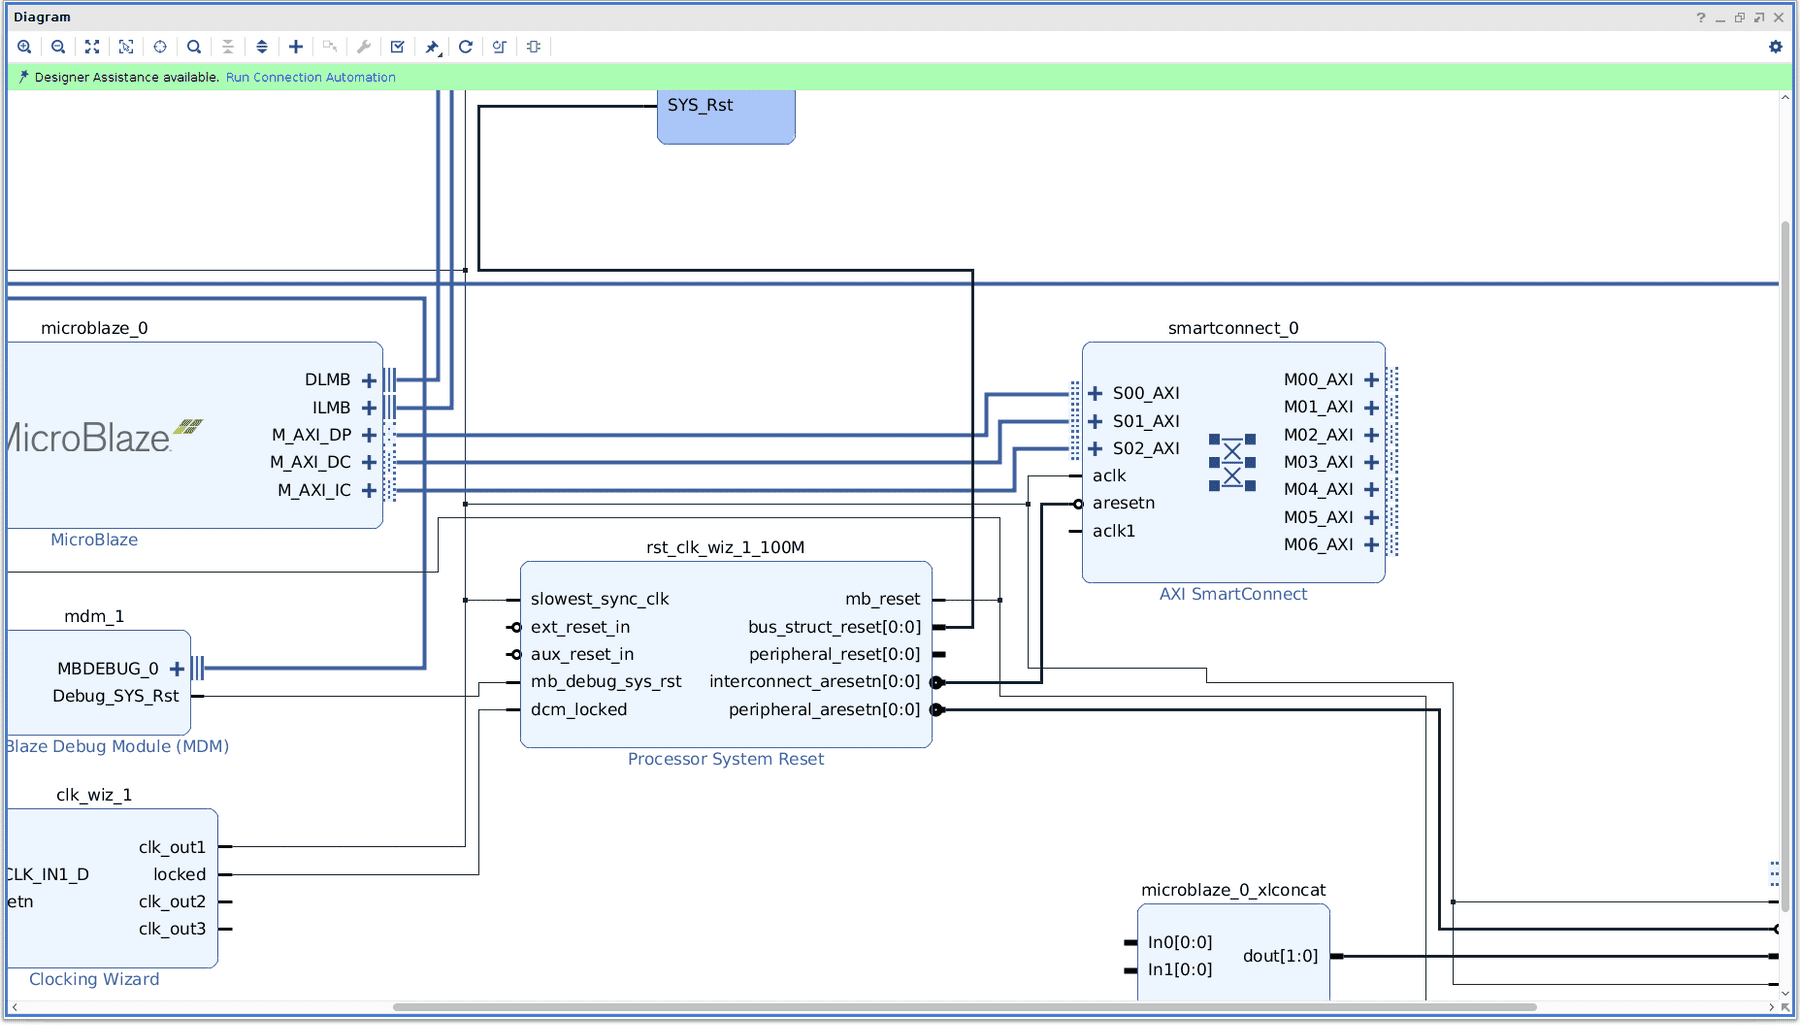 Diagram
Designer Assistance available. Run Connection Automation
SYS_Rst
microblaze_0
DLMB
ILMB
M_AXI_DP
M_AXI_DC
M_AXI_IC
MicroBlaze
MicroBlaze
smartconnect_0
S00_AXI
S01_AXI
S02_AXI
aclk
aresetn
aclk1
M00_AXI
M01_AXI
M02_AXI
M03_AXI
M04_AXI
M05_AXI
M06_AXI
AXI SmartConnect
rst_clk_wiz_1_100M
slowest_sync_clk
ext_reset_in
aux_reset_in
mb_debug_sys_rst
dcm_locked
mb_reset
bus_struct_reset[0:0]
peripheral_reset[0:0]
interconnect_aresetn[0:0]
peripheral_aresetn[0:0]
Processor System Reset
mdm_1
MBDEBUG_0
Debug_SYS_Rst
Blaze Debug Module (MDM)
clk_wiz_1
CLK_IN1_D
etn
clk_out1
locked
clk_out2
clk_out3
Clocking Wizard
microblaze_0_xlconcat
In0[0:0]
In1[0:0]
dout[1:0]